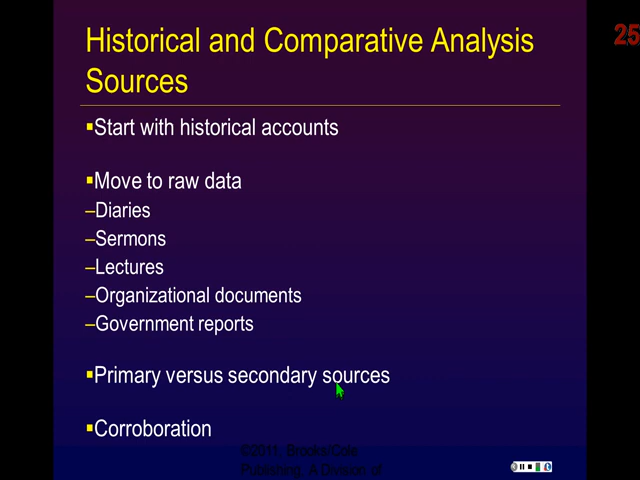 Historical and Comparative Analysis
25
Sources
▪Start with historical accounts
▪Move to raw data
–Diaries
–Sermons
–Lectures
–Organizational documents
–Government reports
▪Primary versus secondary sources
▪Corroboration
©2011, Brooks/Cole
Publishing. A Division of